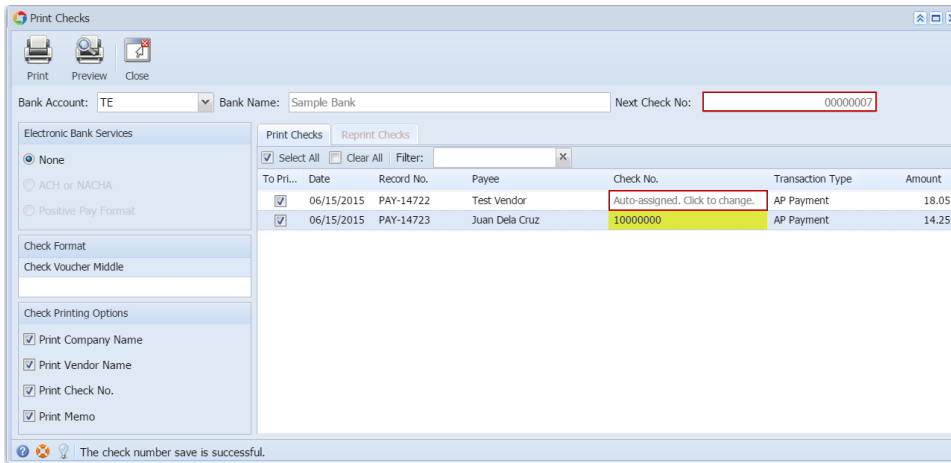 Print Checks
Print Preview Close
Bank Account: TE Bank Name: Sample Bank Next Check No: 00000007
Electronic Bank Services
None
ACH or NACHA
Positive Pay Format
Check Format
Check Voucher Middle
Check Printing Options
Print Company Name
Print Vendor Name
Print Check No.
Print Memo
Print Checks Reprint Checks
Select All Clear All Filter:
To Pri... Date Record No. Payee Check No. Transaction Type Amount
06/15/2015 PAY-14722 Test Vendor Auto-assigned. Click to change. AP Payment 18.05
06/15/2015 PAY-14723 Juan Dela Cruz 10000000 AP Payment 14.25
The check number save is successful.